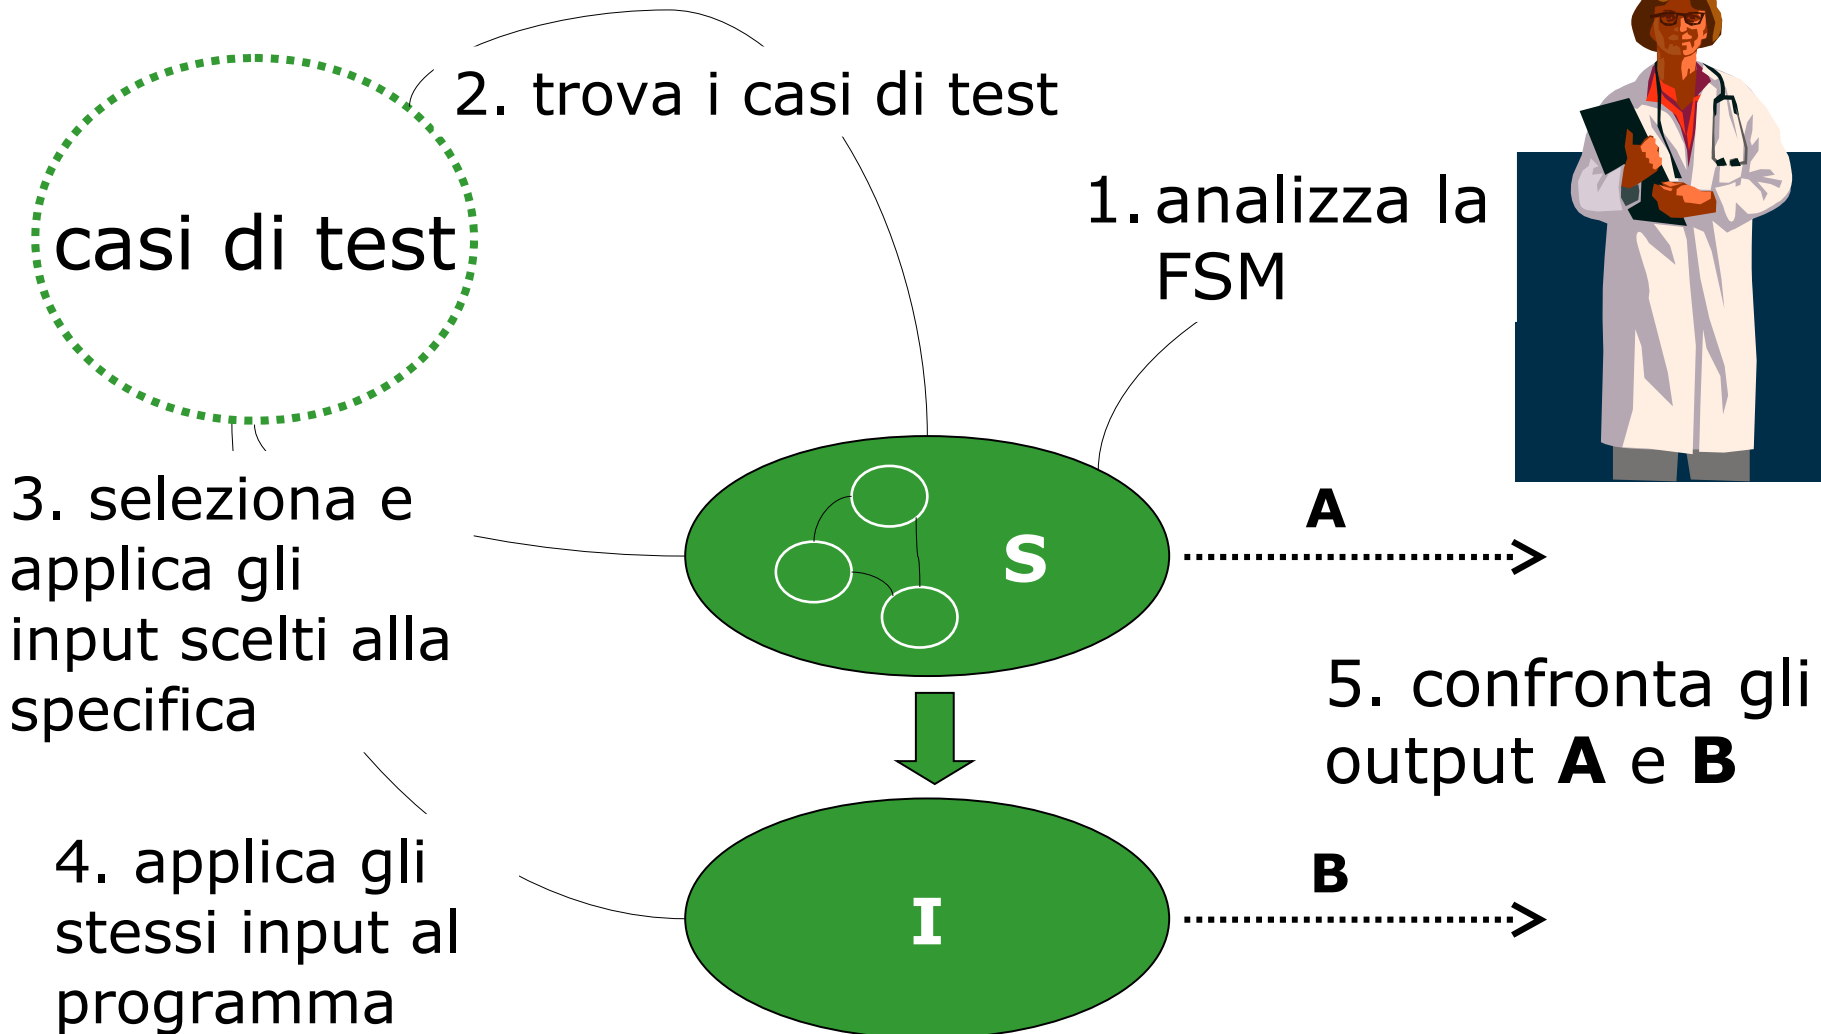 2. trova i casi di test
casi di test
1. analizza la
FSM
3. seleziona e
applica gli
input scelti alla
specifica
S
A
5. confronta gli
output A e B
4. applica gli
stessi input al
programma
I
B